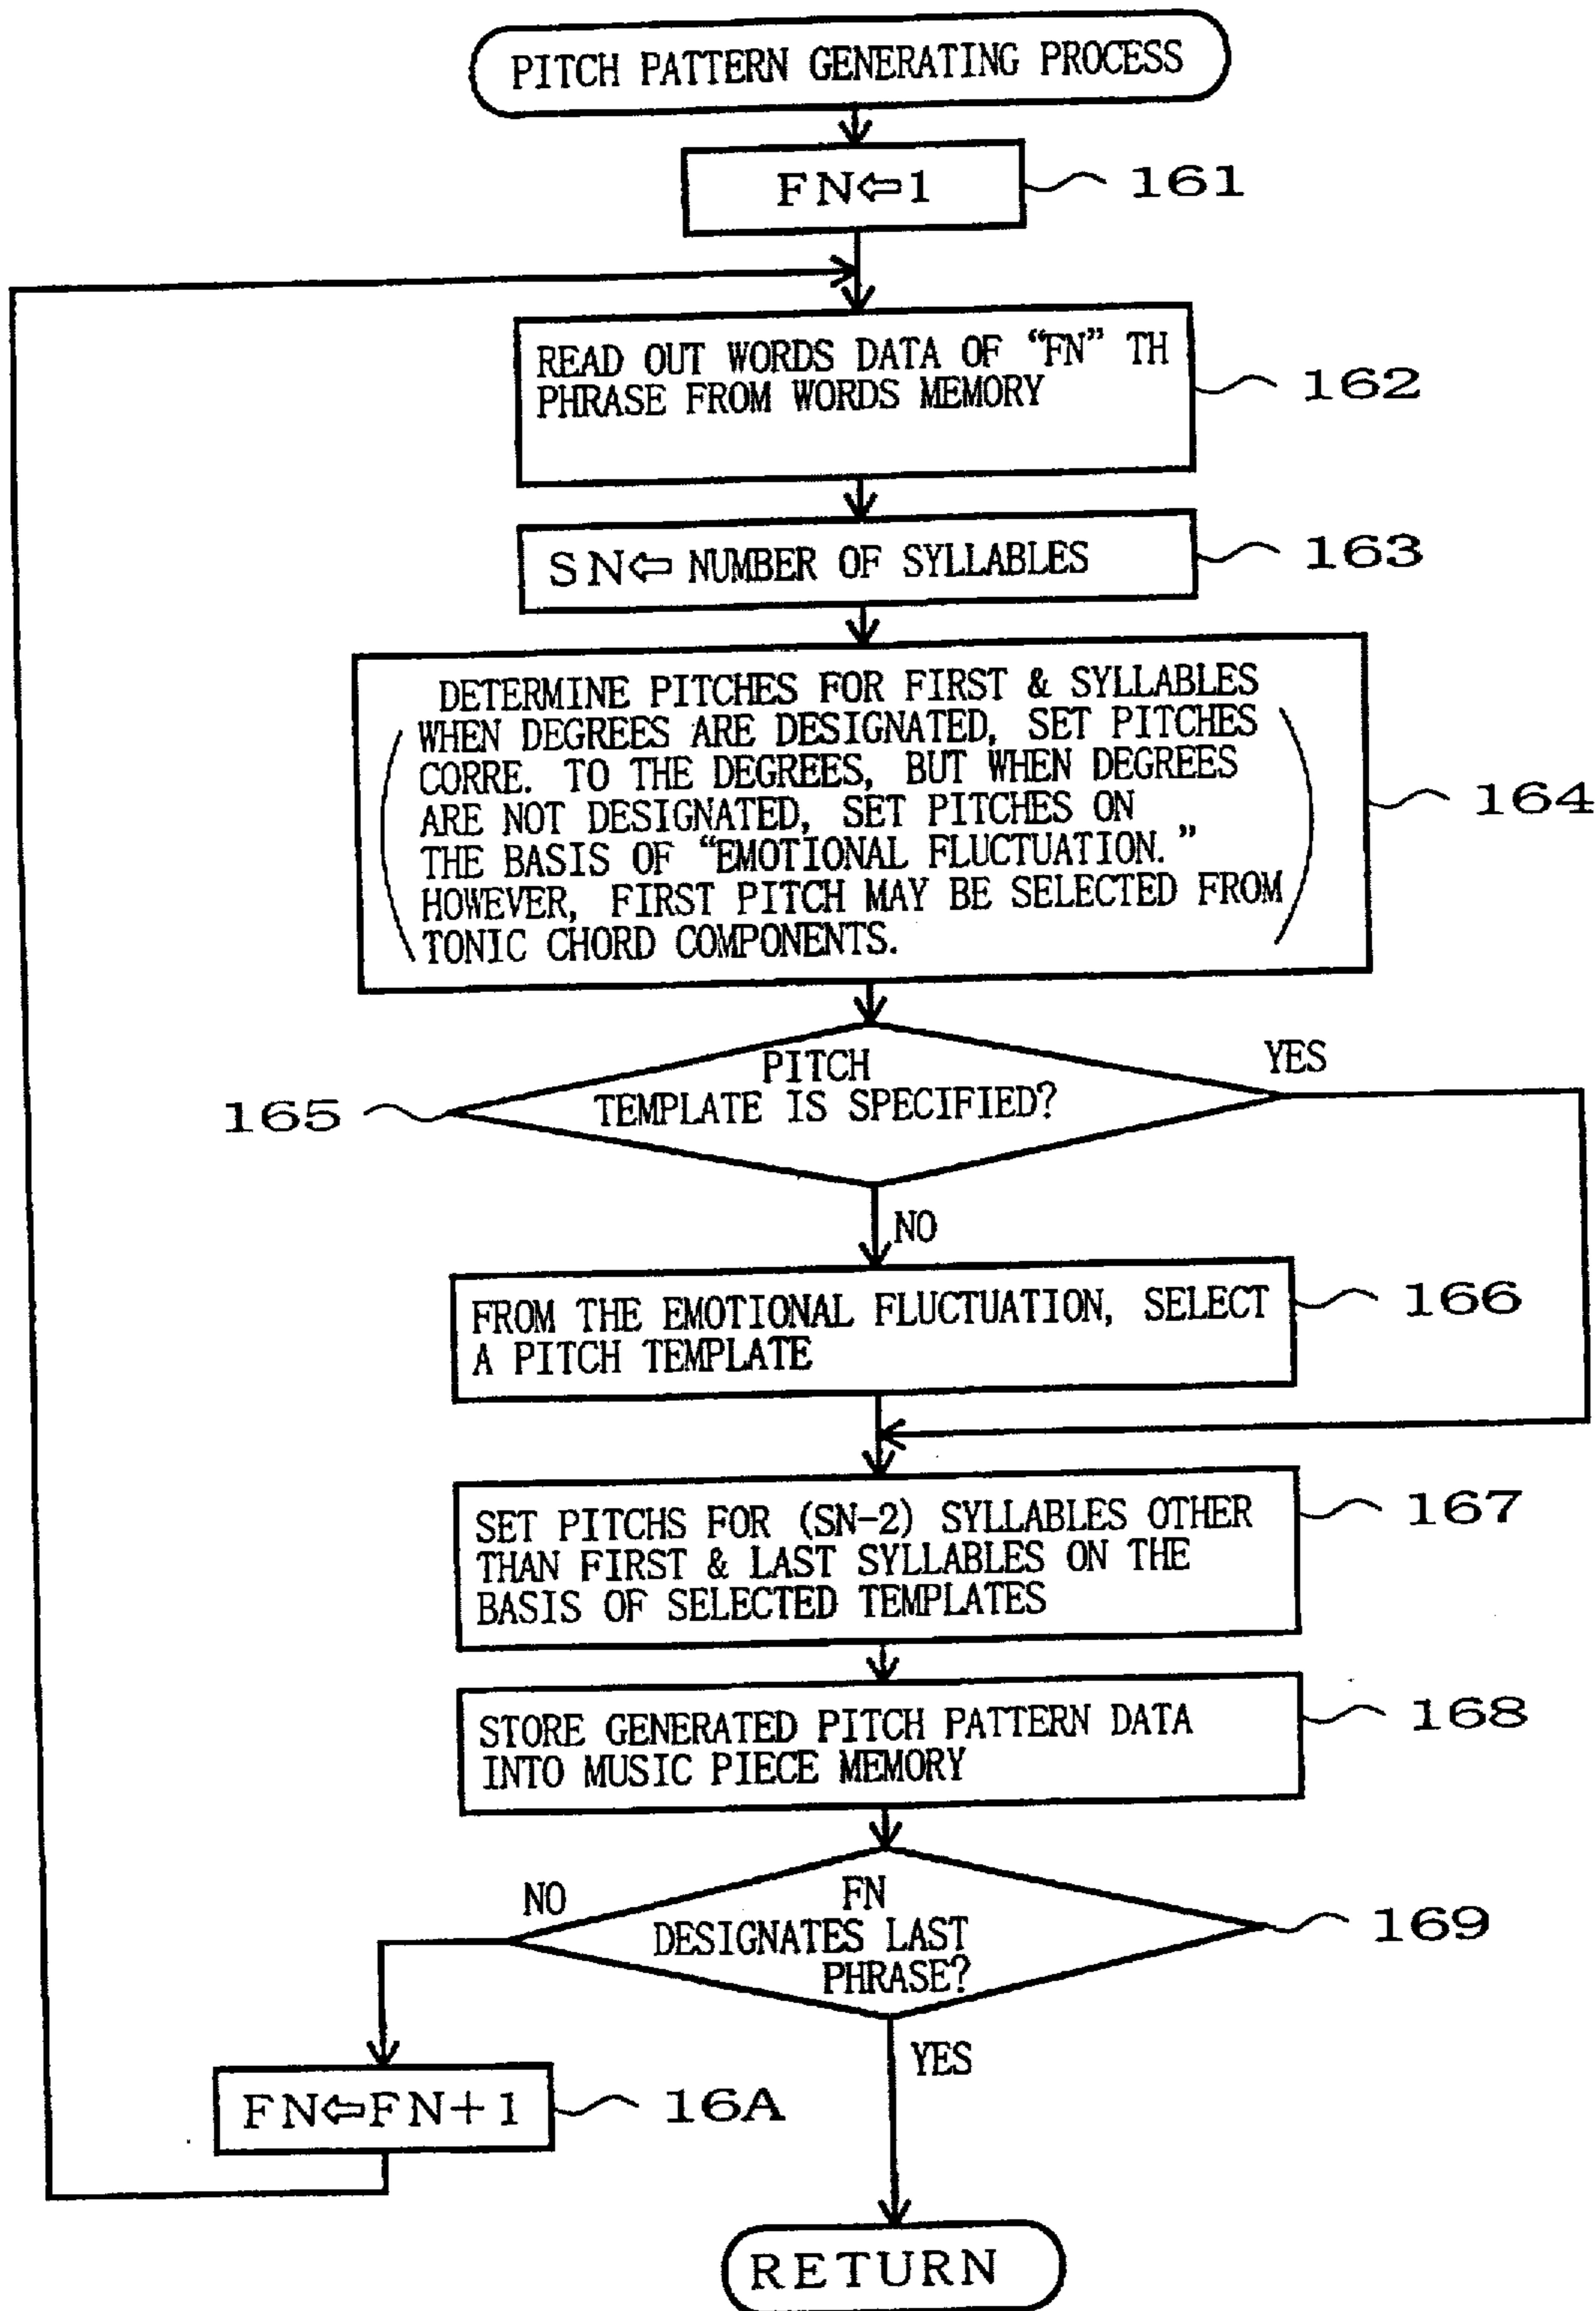 PITCH PATTERN GENERATING PROCESS
FN⇦1
161
READ OUT WORDS DATA OF “FN” TH
PHRASE FROM WORDS MEMORY
162
SN⇦ NUMBER OF SYLLABLES
163
DETERMINE PITCHES FOR FIRST & SYLLABLES
WHEN DEGREES ARE DESIGNATED, SET PITCHES
CORRE. TO THE DEGREES, BUT WHEN DEGREES
ARE NOT DESIGNATED, SET PITCHES ON
THE BASIS OF “EMOTIONAL FLUCTUATION.”
HOWEVER, FIRST PITCH MAY BE SELECTED FROM
TONIC CHORD COMPONENTS.
164
PITCH
TEMPLATE IS SPECIFIED?
YES
165
NO
FROM THE EMOTIONAL FLUCTUATION, SELECT
A PITCH TEMPLATE
166
SET PITCHS FOR (SN-2) SYLLABLES OTHER
THAN FIRST & LAST SYLLABLES ON THE
BASIS OF SELECTED TEMPLATES
167
STORE GENERATED PITCH PATTERN DATA
INTO MUSIC PIECE MEMORY
168
NO
FN
DESIGNATES LAST
PHRASE?
169
YES
FN⇦FN+1
16A
RETURN